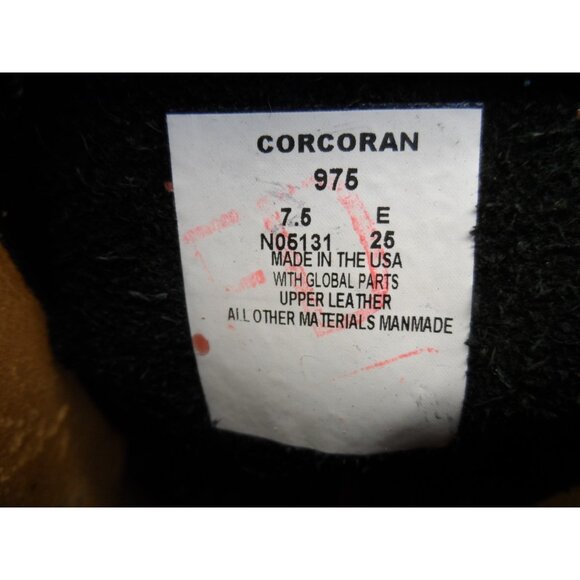 CORCORAN
975
7.5 E
N05131 25
MADE IN THE USA
WITH GLOBAL PARTS
UPPER LEATHER
ALL OTHER MATERIALS MANMADE